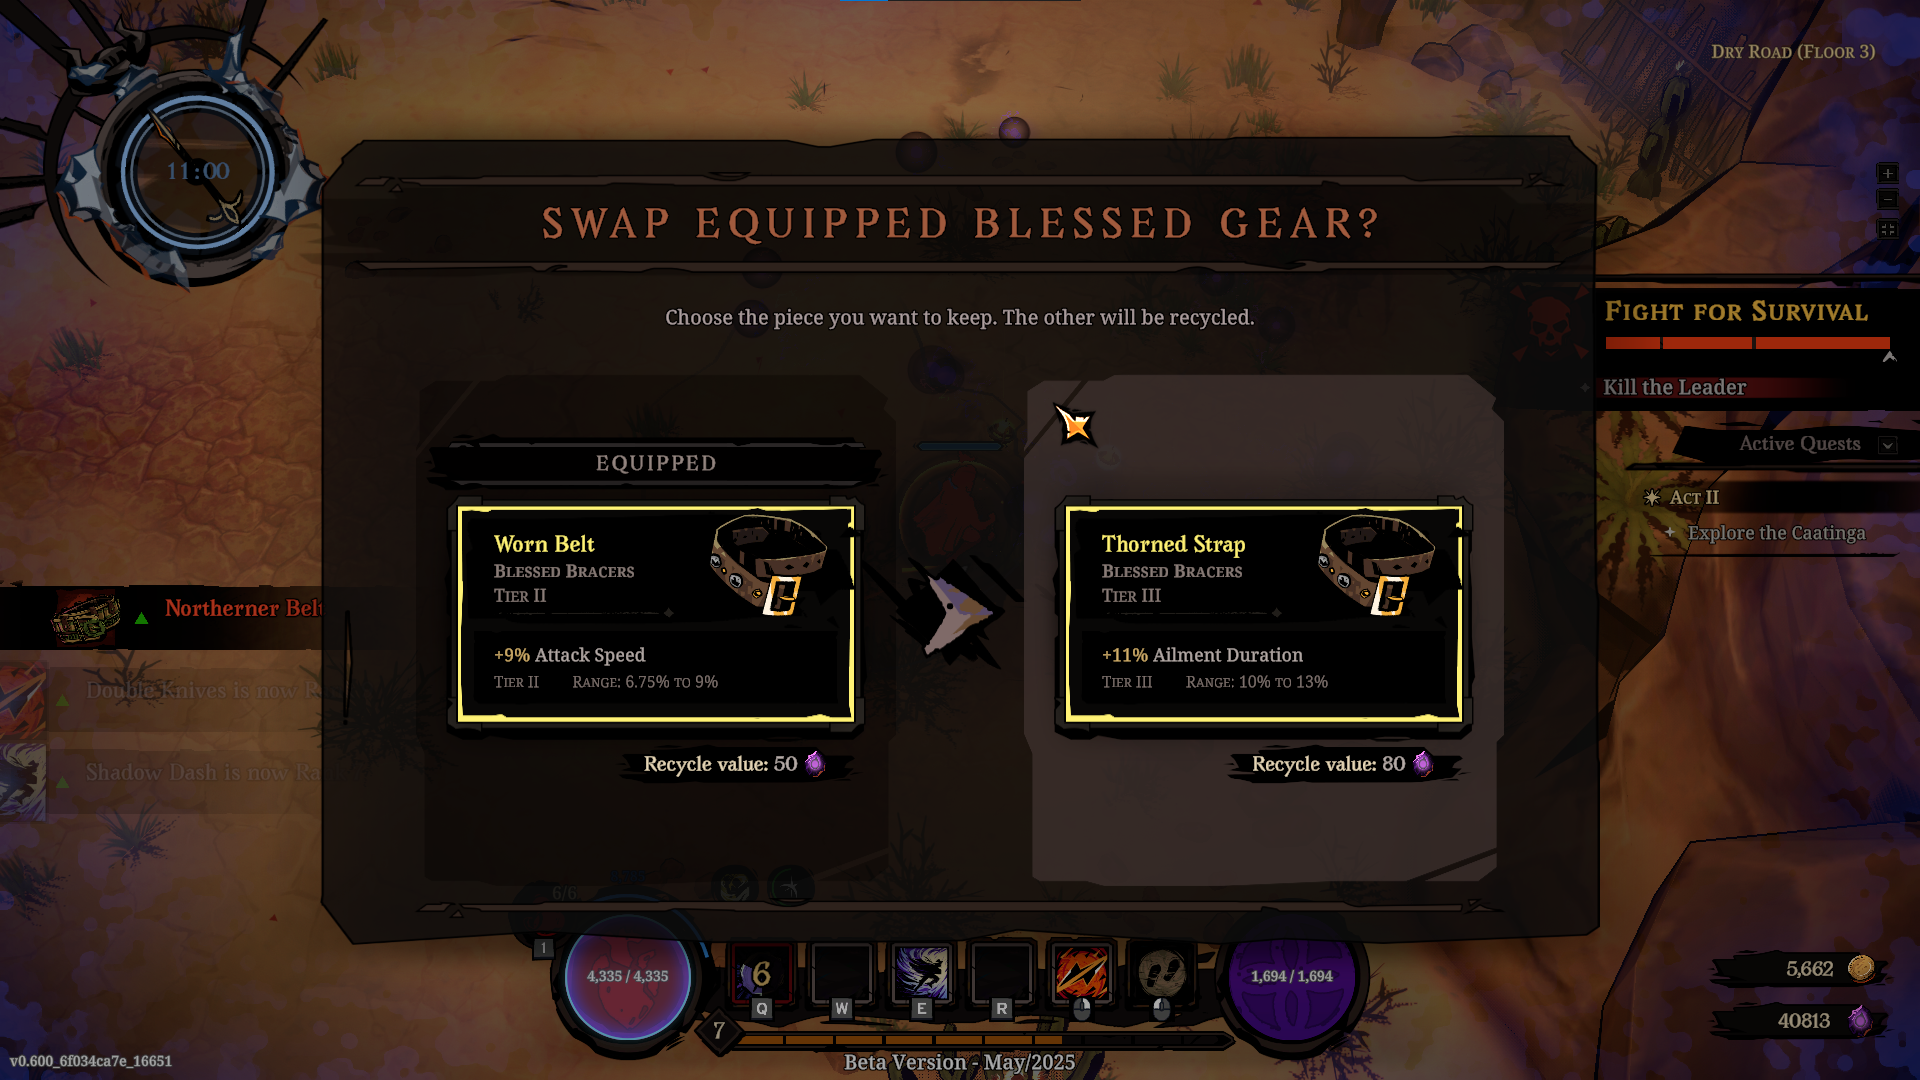 DRY ROAD (FLOOR 3)
11:00
SWAP EQUIPPED BLESSED GEAR?
Choose the piece you want to keep. The other will be recycled.
FIGHT FOR SURVIVAL
Kill the Leader
Active Quests
ACT II
Explore the Caatinga
EQUIPPED
Worn Belt
BLESSED BRACERS
TIER II
+9% Attack Speed
TIER II RANGE: 6.75% TO 9%
Recycle value: 50
Thorned Strap
BLESSED BRACERS
TIER III
+11% Ailment Duration
TIER III RANGE: 10% TO 13%
Recycle value: 80
Northerner Belt
Double Knives is now
Shadow Dash is now
6/6
1
4,335 / 4,335
6
Q
W
E
R
1,694 / 1,694
7
5,662
40813
v0.600_6f034ca7e_16651
Beta Version - May/2025